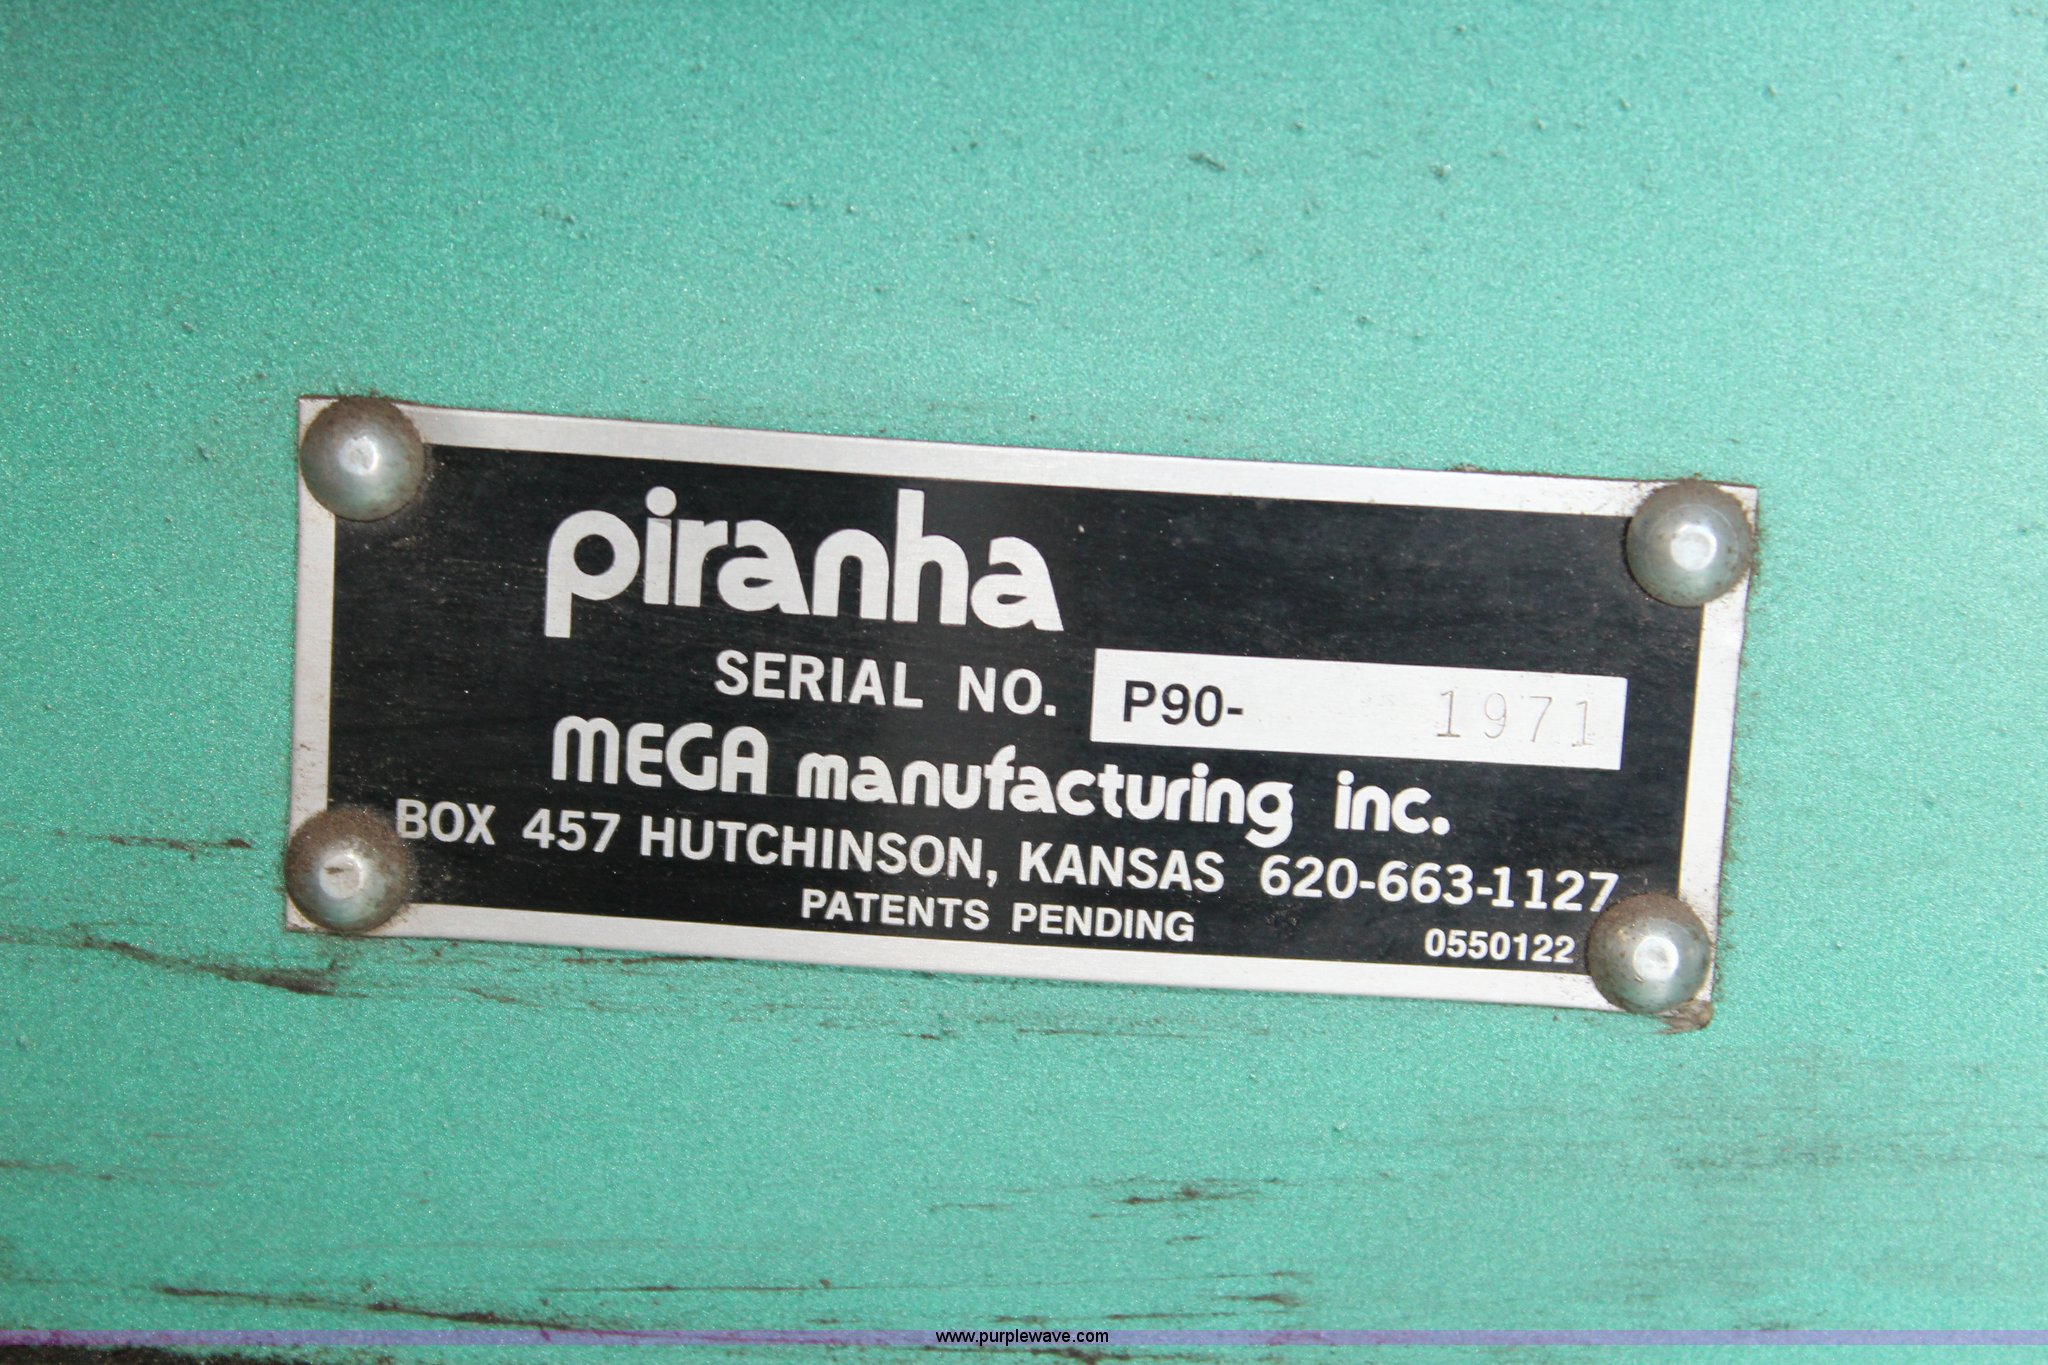 piranha
SERIAL NO. P90- 1971
MEGA manufacturing inc.
BOX 457 HUTCHINSON, KANSAS 620-663-1127
PATENTS PENDING
0550122
www.purplewave.com